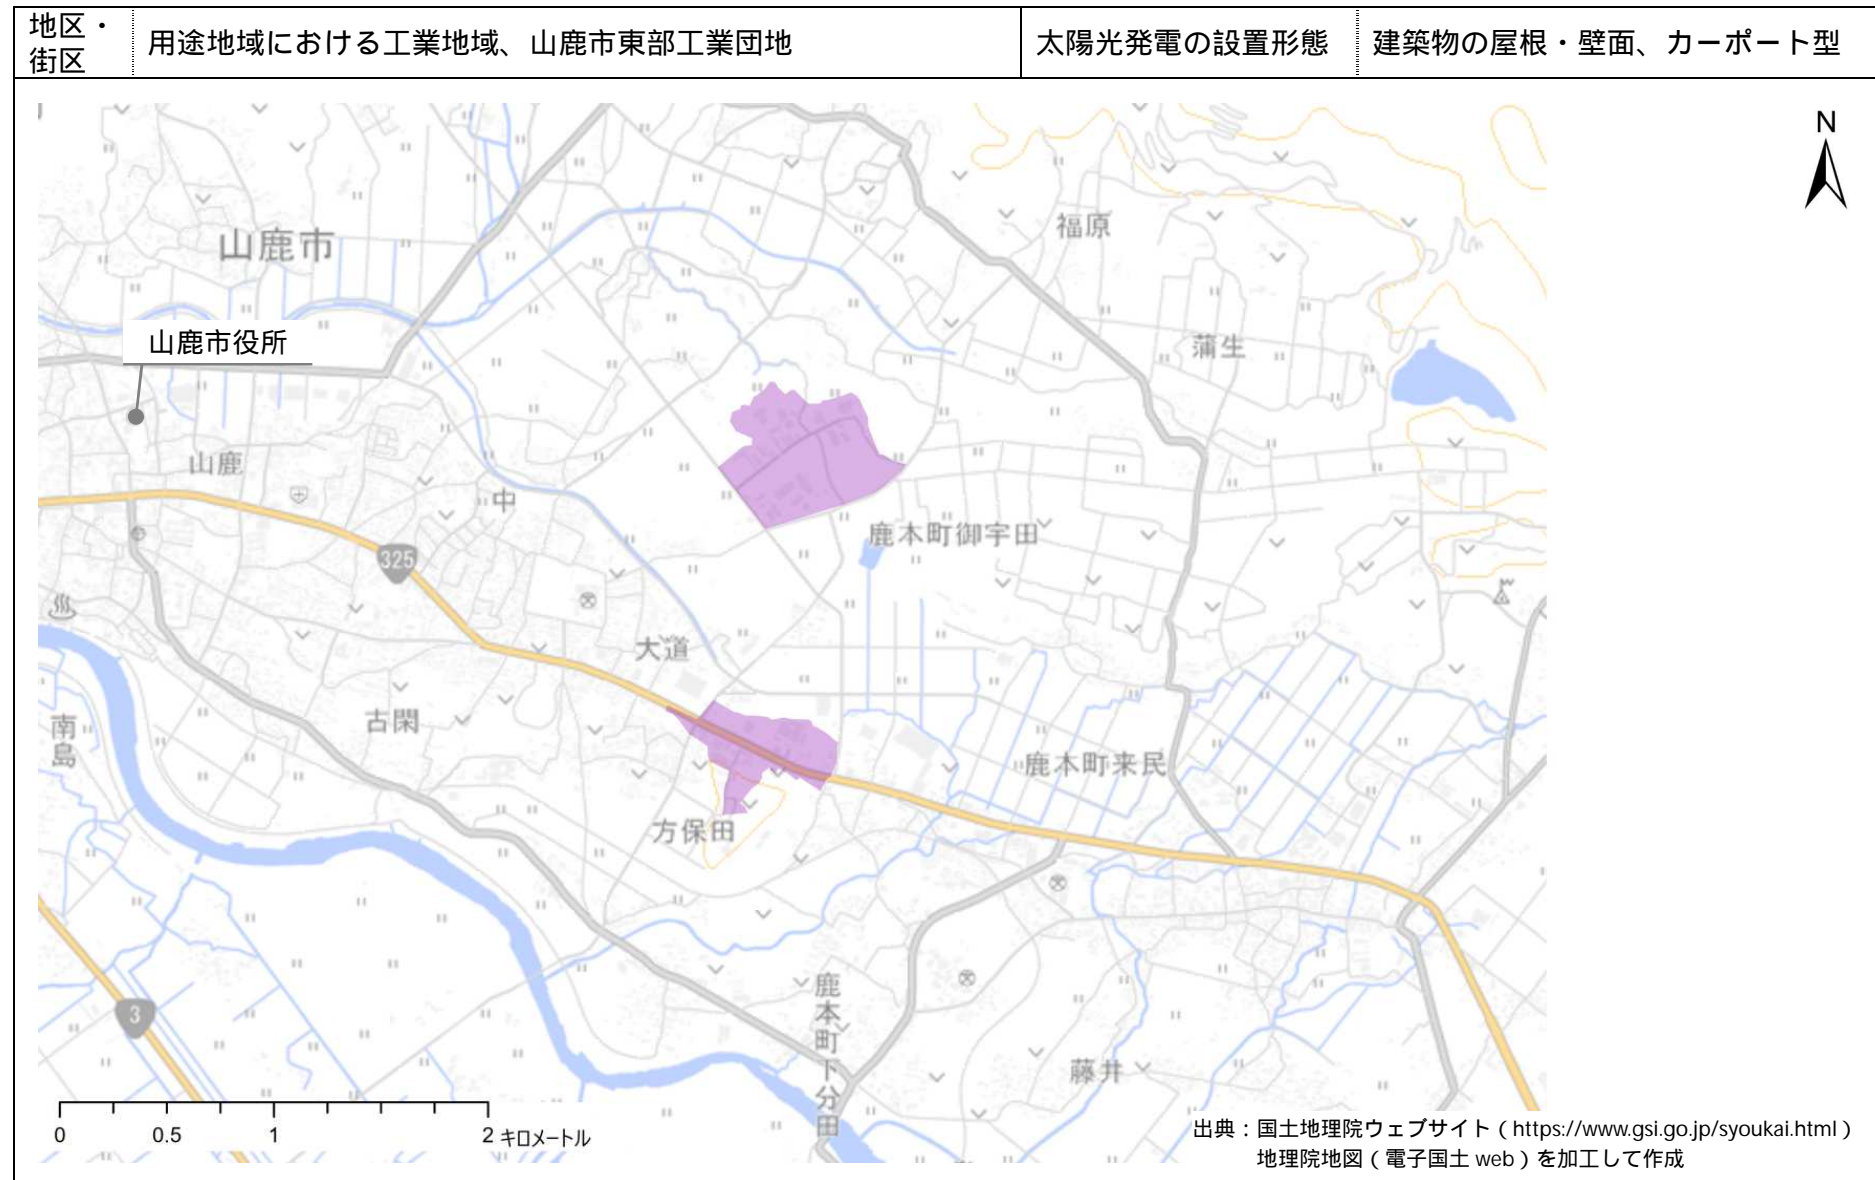 地区・
街区
用途地域における工業地域、山鹿市東部工業団地
太陽光発電の設置形態
建築物の屋根・壁面、カーポート型
N
福原
山鹿市
山鹿市役所
蒲生
山鹿
中
鹿本町御宇田
325
大道
古閑
南島
鹿本町来民
方保田
3
鹿本町下分田
藤井
0 0.5 1 2 キロメートル
出典：国土地理院ウェブサイト（https://www.gsi.go.jp/syoukai.html）
地理院地図（電子国土 web）を加工して作成